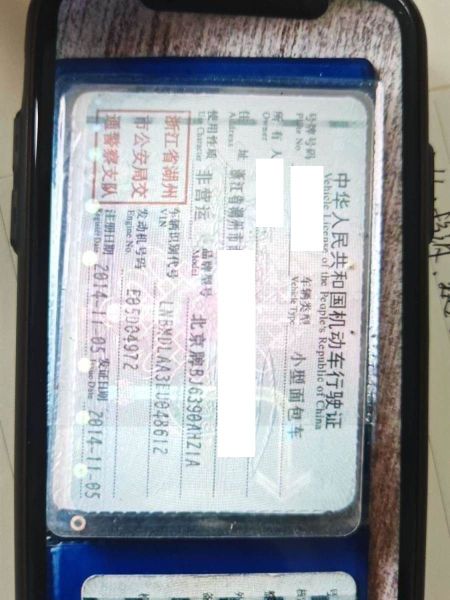 中华人民共和国机动车行驶证
Vehicle License of the People's Republic of China
号牌号码
Plate No.
车辆类型 小型面包车
Vehicle Type
所有人
Owner
住址 浙江省湖州市
Address
使用性质 非营运
Use Character
品牌型号 北京牌BJ6390AHZ1A
Model
浙江省湖州
市公安局交
通警察支队
车辆识别代号 LNBMDLAA3EU048612
VIN
发动机号码 E05D04972
Engine No.
注册日期 2014-11-05
Register Date
发证日期 2014-11-05
Issue Date